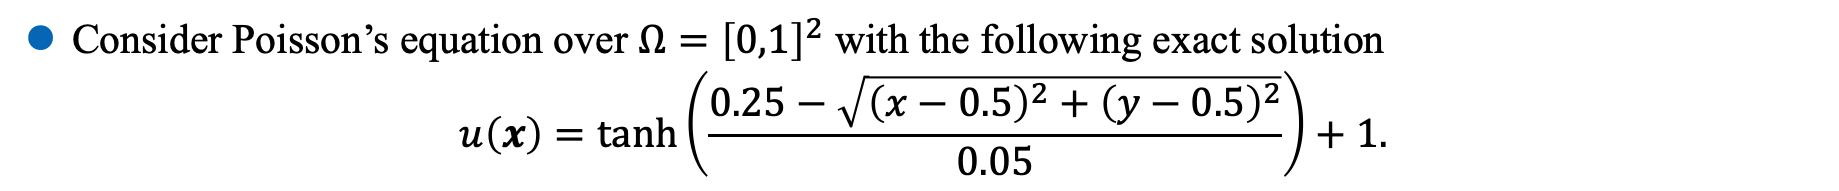 ● Consider Poisson's equation over Ω = [0,1]² with the following exact solution
u(𝒙) = tanh((0.25 − √((x − 0.5)² + (y − 0.5)²))/0.05) + 1.